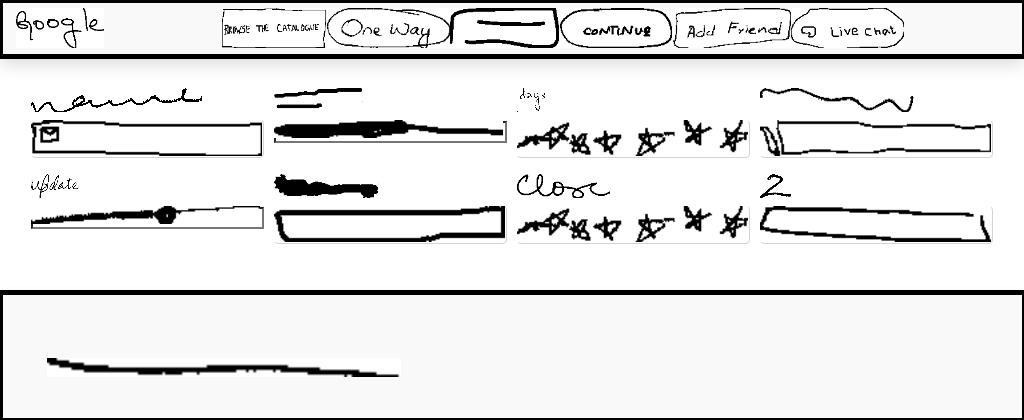 Google BROWSE THE CATALOGUE One Way CONTINUE Add Friend Live Chat
name days
update Close 2